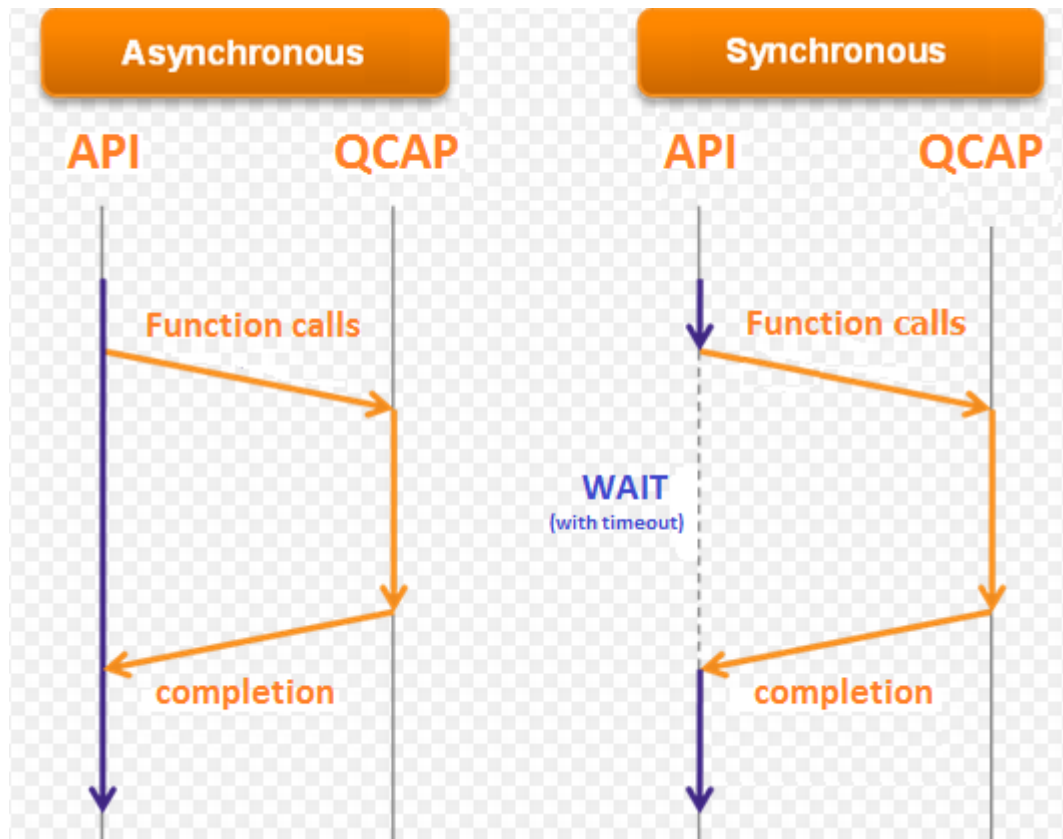 Asynchronous
API QCAP
Function calls
completion
Synchronous
API QCAP
Function calls
WAIT
(with timeout)
completion